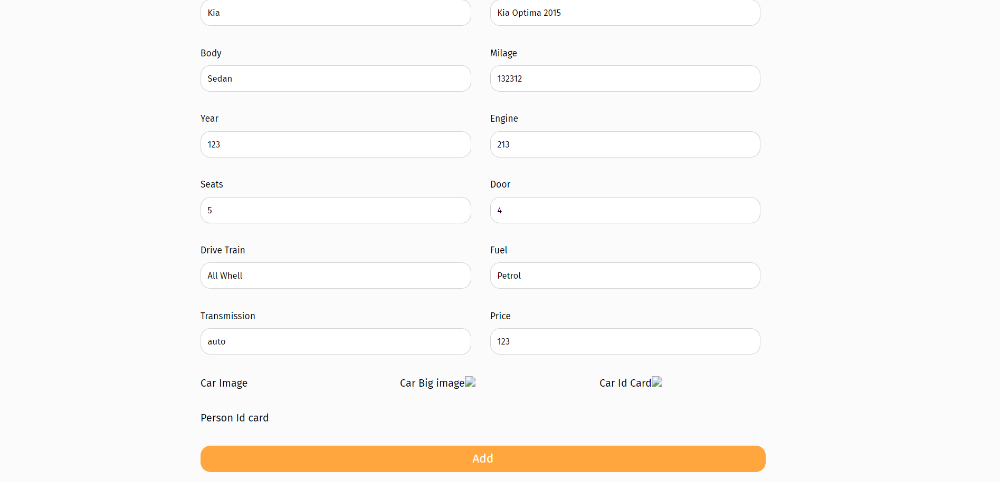 Kia
Kia Optima 2015
Body
Milage
Sedan
132312
Year
Engine
123
213
Seats
Door
5
4
Drive Train
Fuel
All Whell
Petrol
Transmission
Price
auto
123
Car Image
Car Big image
Car Id Card
Person Id card
Add